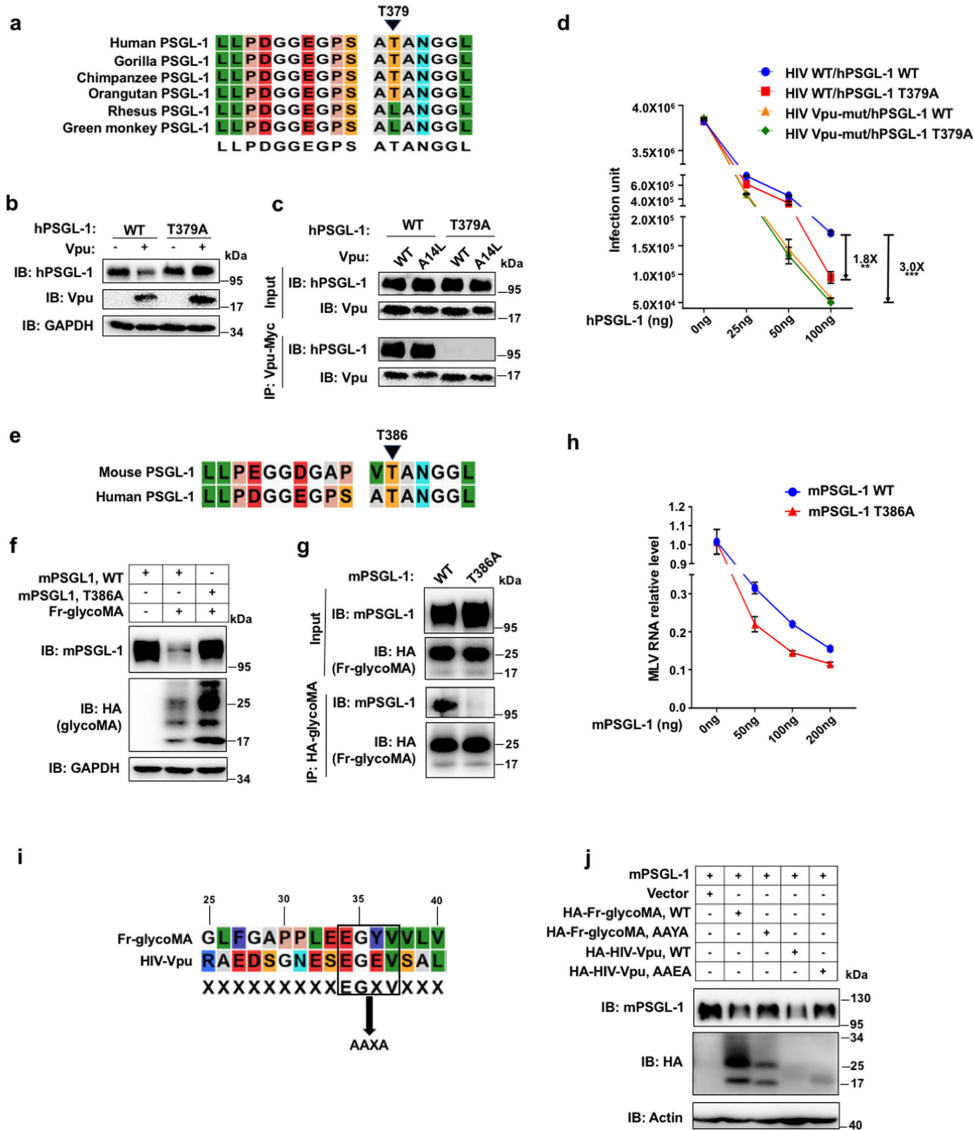 a
T379
Human PSGL-1 LLPDGGEGPS ATANGGL
Gorilla PSGL-1 LLPDGGEGPS ATANGGL
Chimpanzee PSGL-1 LLPDGGEGPS ATANGGL
Orangutan PSGL-1 LLPDGGEGPS ATANGGL
Rhesus PSGL-1 LLPDGGEGPS ALANGGL
Green monkey PSGL-1 LLPDGGEGPS ALANGGL
LLPDGGEGPS ATANGGL
b
hPSGL-1: WT T379A
Vpu: - + - + kDa
IB: hPSGL-1 95
IB: Vpu 17
IB: GAPDH 34
c
hPSGL-1: WT T379A
Vpu: WT A14L WT A14L kDa
Input
IB: hPSGL-1 95
IB: Vpu 17
IP: Vpu-Myc
IB: hPSGL-1 95
IB: Vpu 17
d
HIV WT/hPSGL-1 WT
HIV WT/hPSGL-1 T379A
HIV Vpu-mut/hPSGL-1 WT
HIV Vpu-mut/hPSGL-1 T379A
Infection unit
4.0X10⁶
3.5X10⁶
6.0X10⁵
4.0X10⁵
2.0X10⁵
1.5X10⁵
1.0X10⁵
5.0X10⁴
1.8X
**
3.0X
***
hPSGL-1 (ng) 0ng 25ng 50ng 100ng
e
T386
Mouse PSGL-1 LLPEGGDGAP VTANGGL
Human PSGL-1 LLPDGGEGPS ATANGGL
f
mPSGL1, WT + + -
mPSGL1, T386A - - +
Fr-glycoMA - + + kDa
IB: mPSGL-1 95
IB: HA (glycoMA) 25
17
IB: GAPDH 34
g
mPSGL-1: WT T386A kDa
Input
IB: mPSGL-1 95
IB: HA 25
(Fr-glycoMA) 17
IP: HA-glycoMA
IB: mPSGL-1 95
IB: HA 25
(Fr-glycoMA) 17
h
mPSGL-1 WT
mPSGL-1 T386A
MLV RNA relative level
1.2
1.1
1.0
0.9
0.3
0.2
0.1
mPSGL-1 (ng) 0ng 50ng 100ng 200ng
i
25 30 35 40
Fr-glycoMA GLFGAPPLEEGYVVLV
HIV-Vpu RAEDSGNESEGEVSAL
XXXXXXXXXEGXVXXX
AAXA
j
mPSGL-1 + + + + +
Vector + - - - -
HA-Fr-glycoMA, WT - + - - -
HA-Fr-glycoMA, AAYA - - + - -
HA-HIV-Vpu, WT - - - + -
HA-HIV-Vpu, AAEA - - - - + kDa
IB: mPSGL-1 130
95
34
IB: HA 25
17
IB: Actin 40